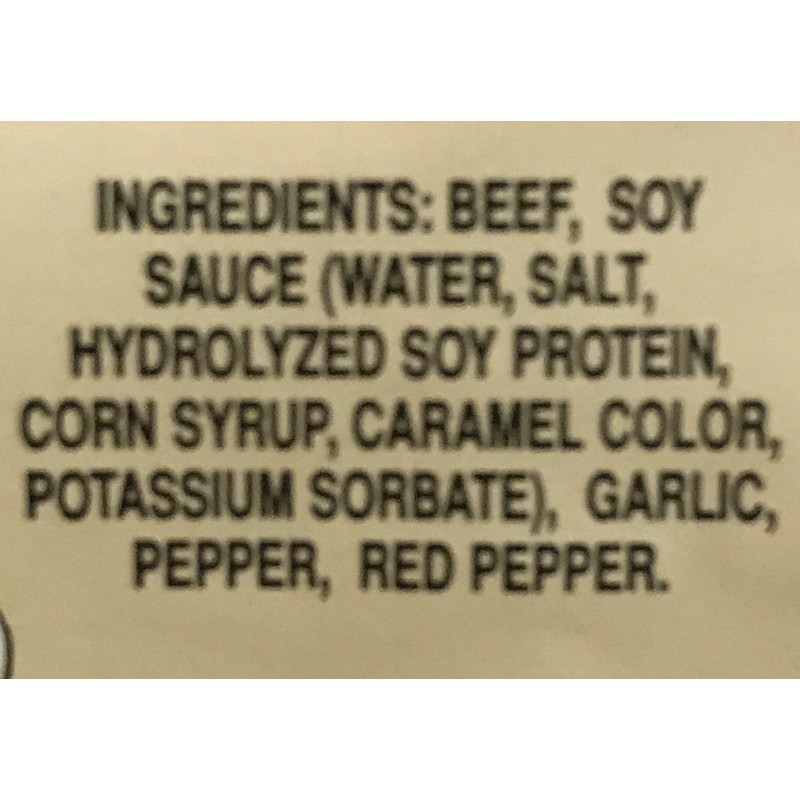 INGREDIENTS: BEEF, SOY
SAUCE (WATER, SALT,
HYDROLYZED SOY PROTEIN,
CORN SYRUP, CARAMEL COLOR,
POTASSIUM SORBATE), GARLIC,
PEPPER, RED PEPPER.